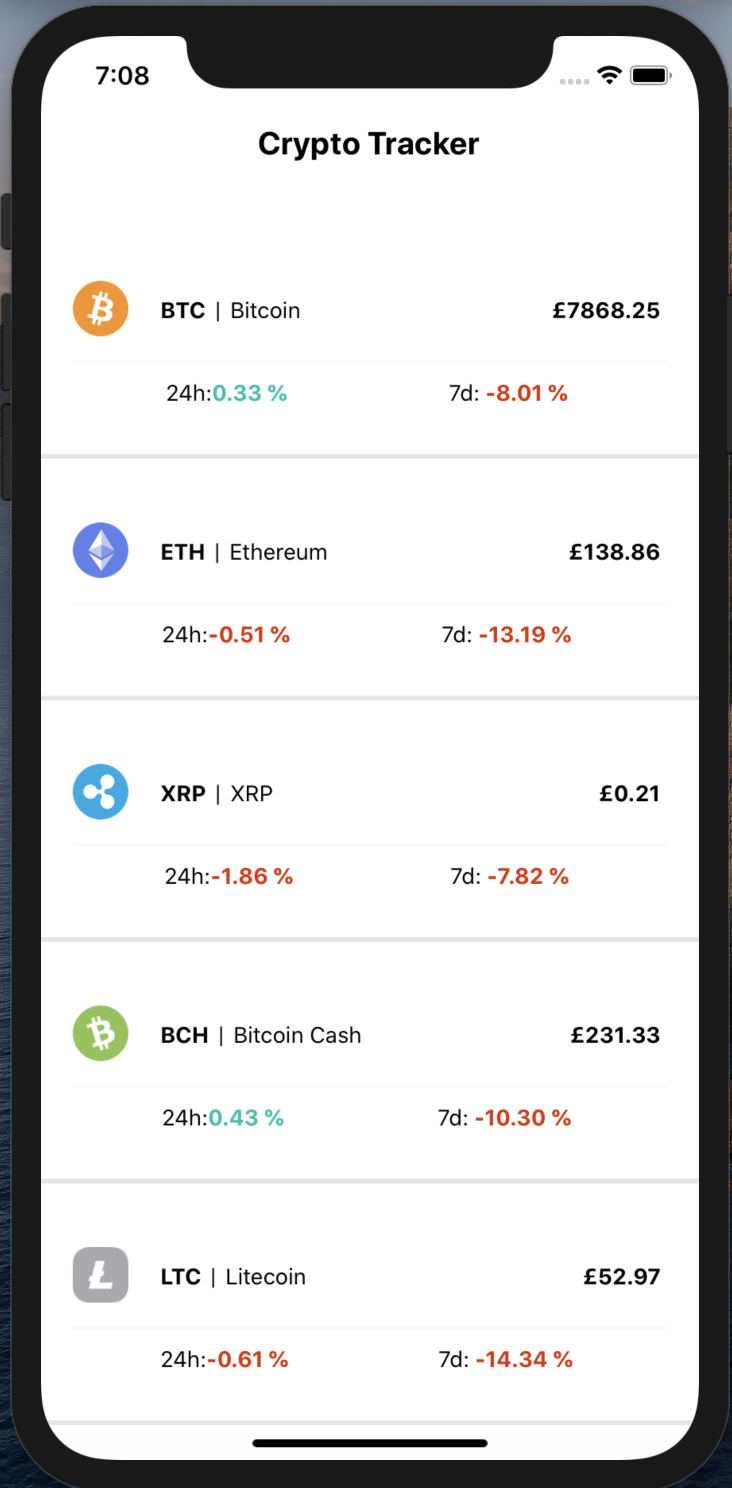 7:08
Crypto Tracker
BTC | Bitcoin £7868.25
24h:0.33 % 7d: -8.01 %
ETH | Ethereum £138.86
24h:-0.51 % 7d: -13.19 %
XRP | XRP £0.21
24h:-1.86 % 7d: -7.82 %
BCH | Bitcoin Cash £231.33
24h:0.43 % 7d: -10.30 %
LTC | Litecoin £52.97
24h:-0.61 % 7d: -14.34 %